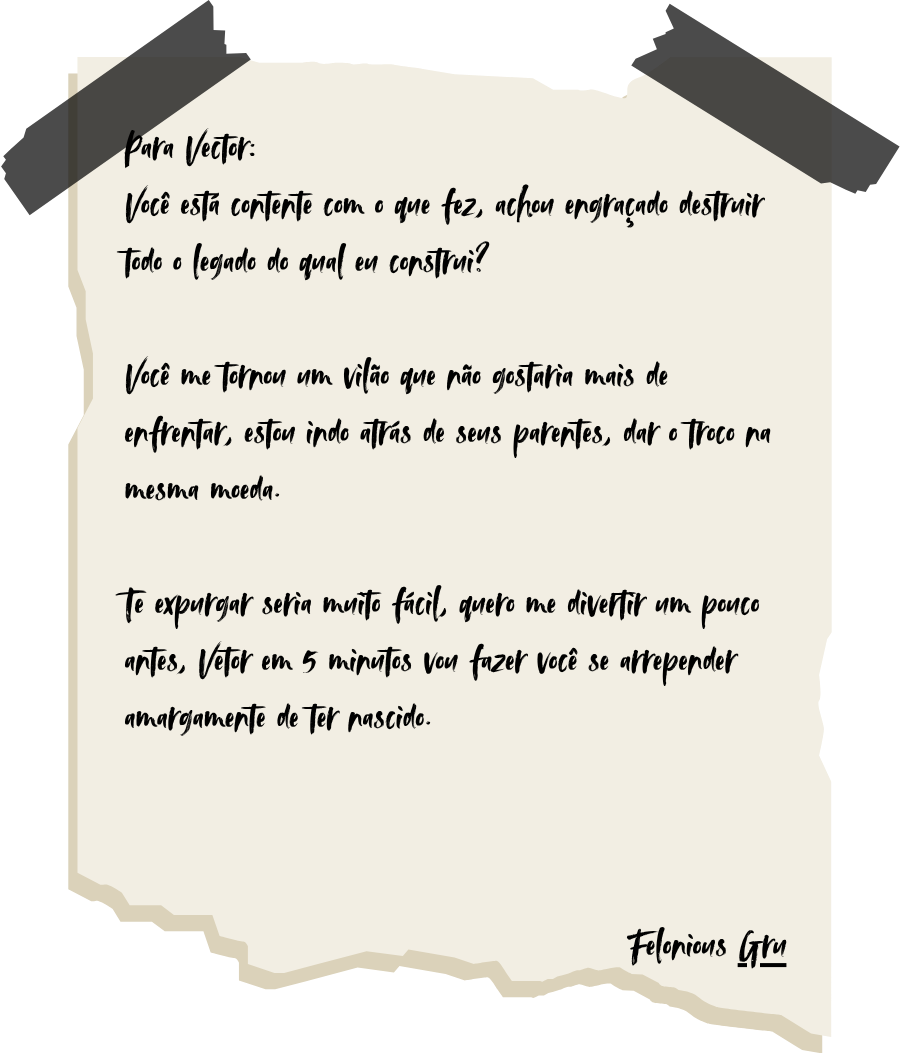 Para Vector:
Você está contente com o que fez, achou engraçado destruir
todo o legado do qual eu construi?
Você me tornou um vilão que não gostaria mais de
enfrentar, estou indo atrás de seus parentes, dar o troco na
mesma moeda.
Te expurgar seria muito fácil, quero me divertir um pouco
antes, Vetor em 5 minutos vou fazer você se arrepender
amargamente de ter nascido.
Felonious Gru